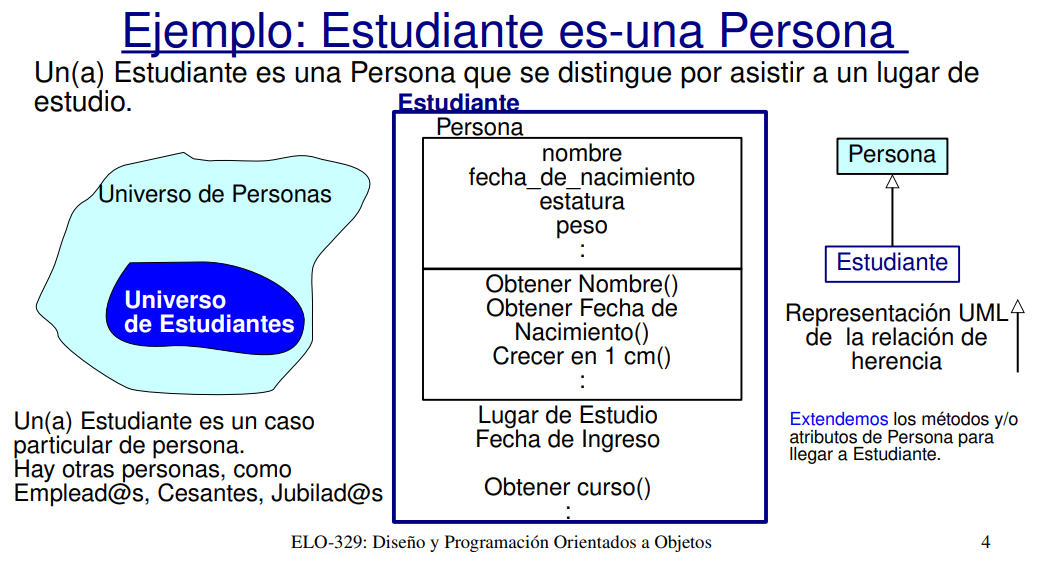 Ejemplo: Estudiante es-una Persona
Un(a) Estudiante es una Persona que se distingue por asistir a un lugar de
estudio.
Universo de Personas
Universo
de Estudiantes
Un(a) Estudiante es un caso
particular de persona.
Hay otras personas, como
Emplead@s, Cesantes, Jubilad@s
Estudiante
Persona
nombre
fecha_de_nacimiento
estatura
peso
:
Obtener Nombre()
Obtener Fecha de
Nacimiento()
Crecer en 1 cm()
:
Lugar de Estudio
Fecha de Ingreso
Obtener curso()
:
Persona
Estudiante
Representación UML
de la relación de
herencia
Extendemos los métodos y/o
atributos de Persona para
llegar a Estudiante.
ELO-329: Diseño y Programación Orientados a Objetos
4